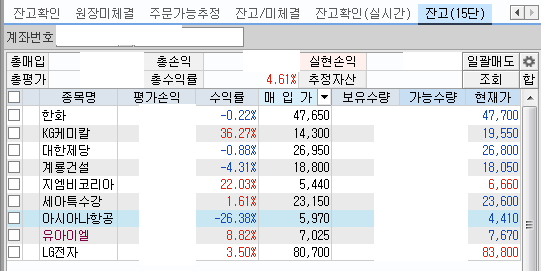 잔고확인 원장미체결 주문가능추정 잔고/미체결 잔고확인(실시간) 잔고(15단)
계좌번호
총매입 총손익 실현손익 일괄매도
총평가 총수익률 4.61% 추정자산 조회 합
종목명 평가손익 수익률 매 입 가 보유수량 가능수량 현재가
한화 -0.22% 47,650 47,700
KG케미칼 36.27% 14,300 19,550
대한제당 -0.88% 26,950 26,800
계룡건설 -4.31% 18,800 18,050
지엠비코리아 22.03% 5,440 6,660
세아특수강 1.61% 23,150 23,600
아시아나항공 -26.38% 5,970 4,410
유아이엘 8.82% 7,025 7,670
LG전자 3.50% 80,700 83,800